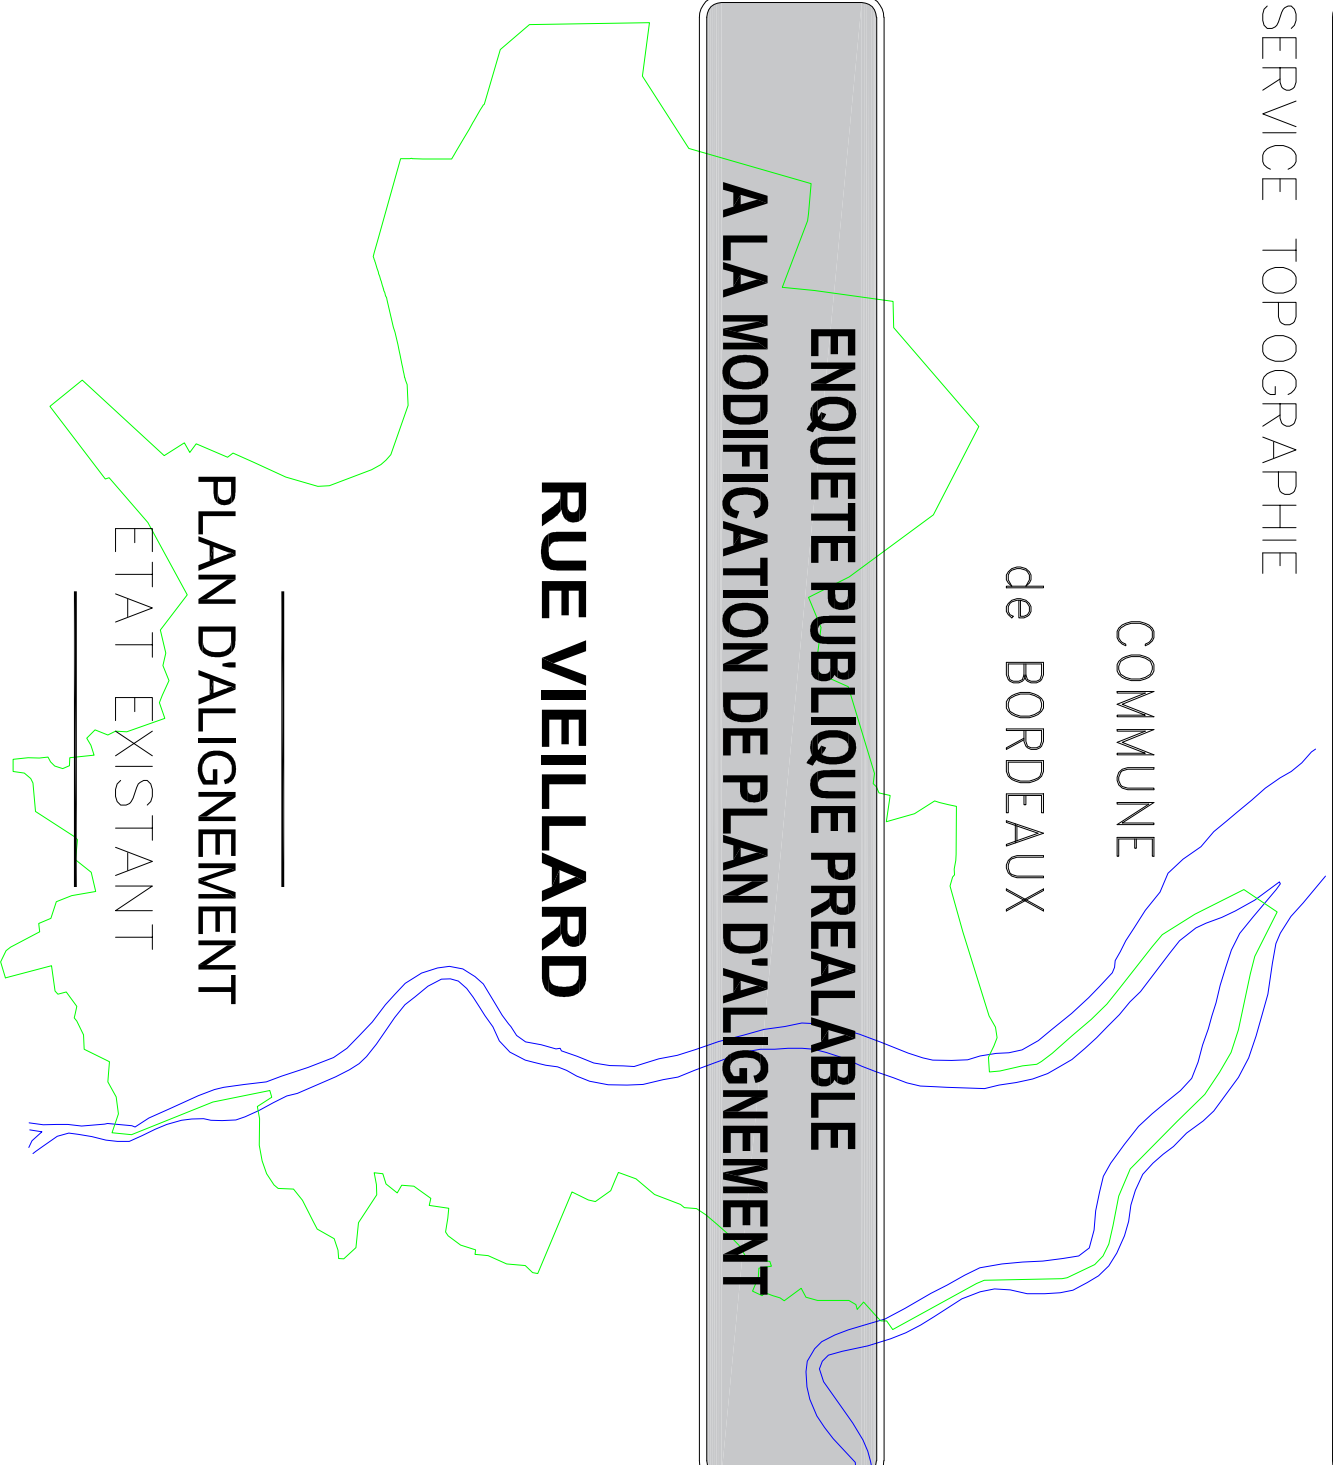 SERVICE TOPOGRAPHIE
COMMUNE
de BORDEAUX
ENQUETE PUBLIQUE PREALABLE
A LA MODIFICATION DE PLAN D'ALIGNEMENT
RUE VIEILLARD
PLAN D'ALIGNEMENT
ETAT EXISTANT